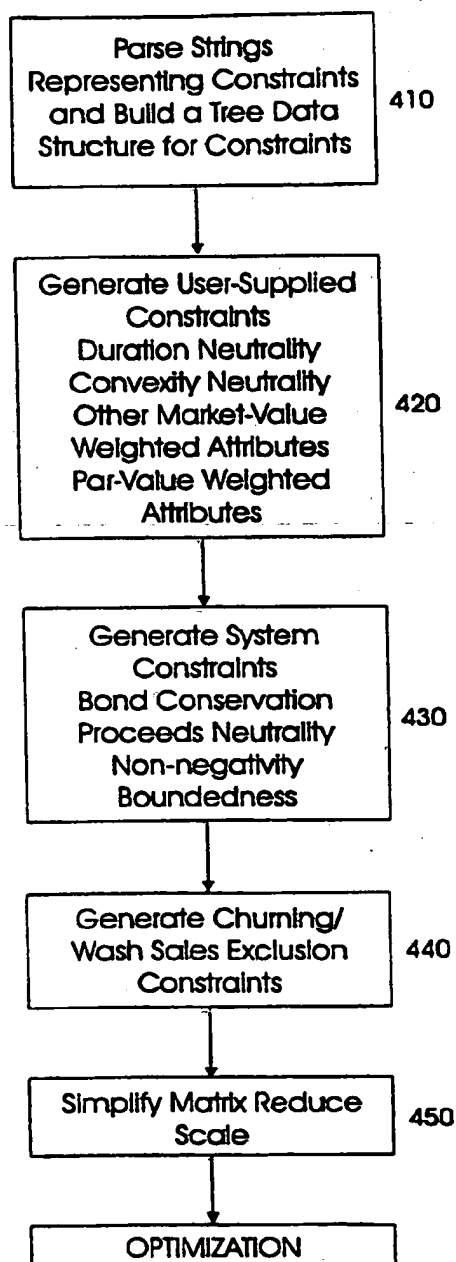 Parse Strings
Representing Constraints
and Build a Tree Data
Structure for Constraints
410
Generate User-Supplied
Constraints
Duration Neutrality
Convexity Neutrality
Other Market-Value
Weighted Attributes
Par-Value Weighted
Attributes
420
Generate System
Constraints
Bond Conservation
Proceeds Neutrality
Non-negativity
Boundedness
430
Generate Churning/
Wash Sales Exclusion
Constraints
440
Simplify Matrix Reduce
Scale
450
OPTIMIZATION